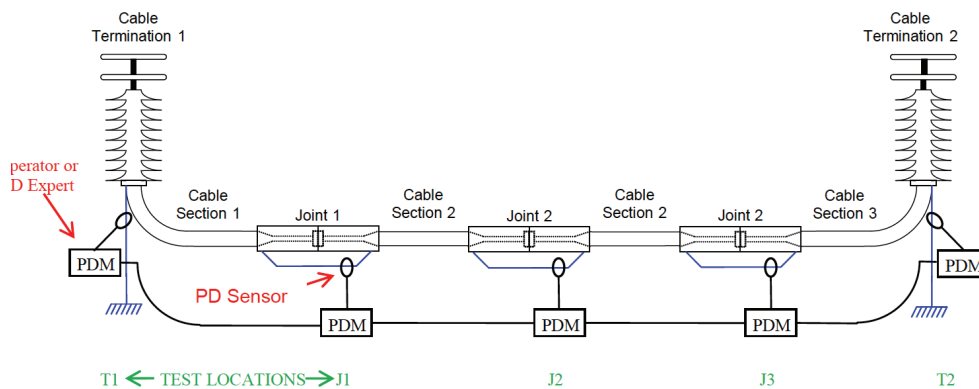 Cable
Termination 1
Cable
Termination 2
perator or
D Expert
Cable
Section 1
Joint 1
Cable
Section 2
Joint 2
Cable
Section 2
Joint 2
Cable
Section 3
PDM
PDM
PD Sensor
PDM
PDM
PDM
T1
TEST LOCATIONS
J1
J2
J3
T2